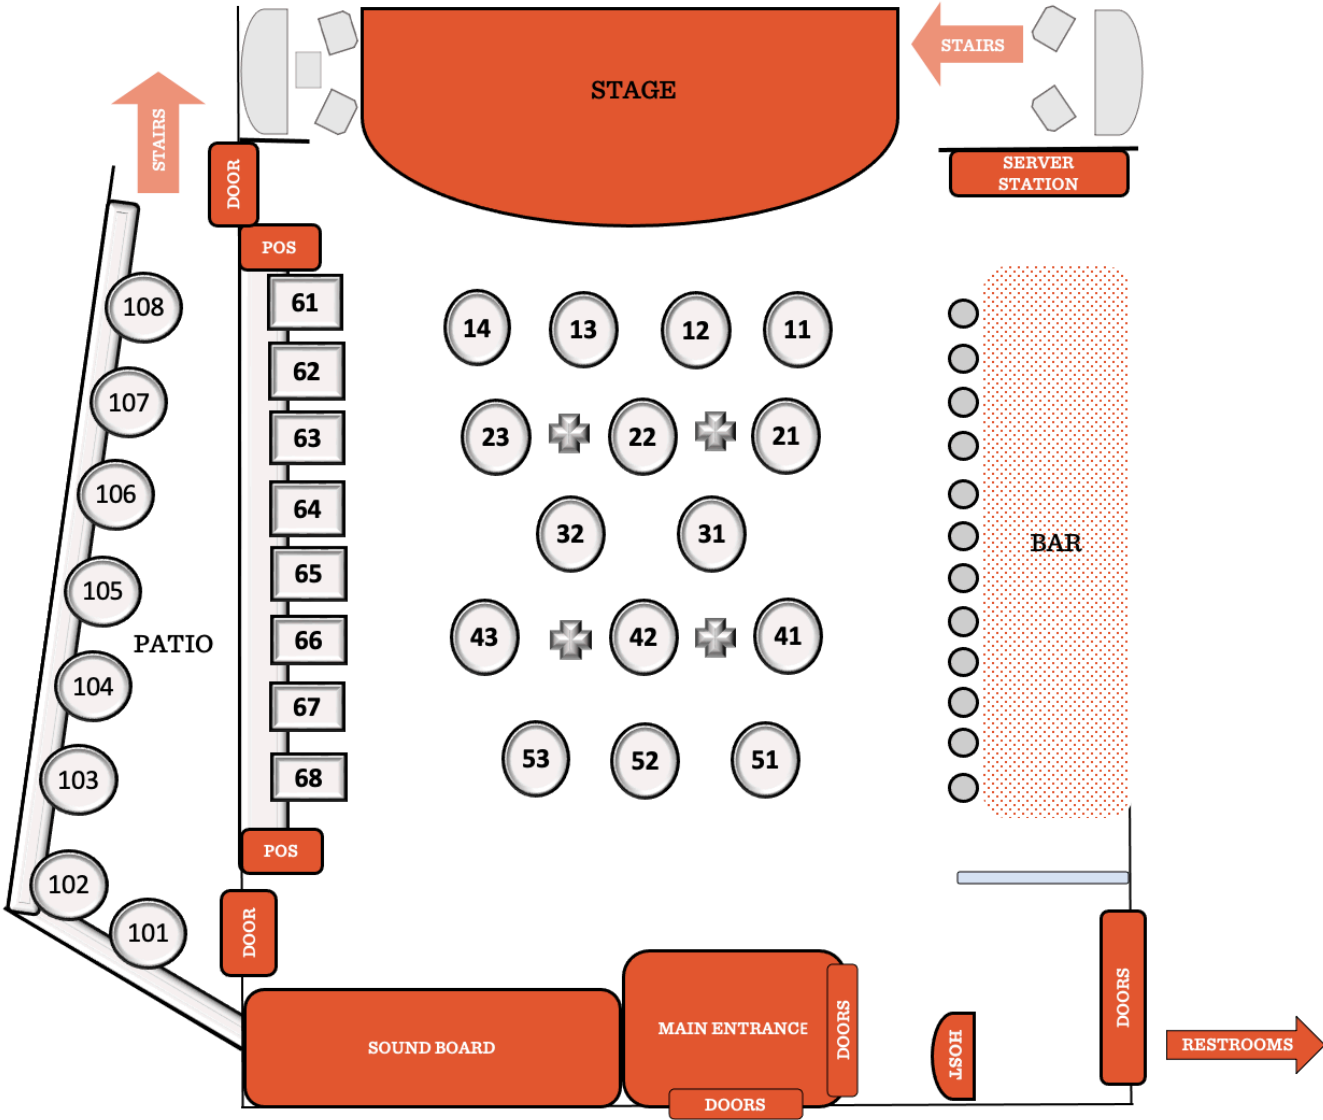 STAGE
STAIRS
STAIRS
DOOR
SERVER
STATION
POS
61
14
13
12
11
108
62
107
63
23
22
21
106
64
32
31
BAR
65
105
PATIO
66
43
42
41
104
67
103
68
53
52
51
POS
102
101
DOOR
SOUND BOARD
MAIN ENTRANCE
DOORS
DOORS
HOST
DOORS
RESTROOMS